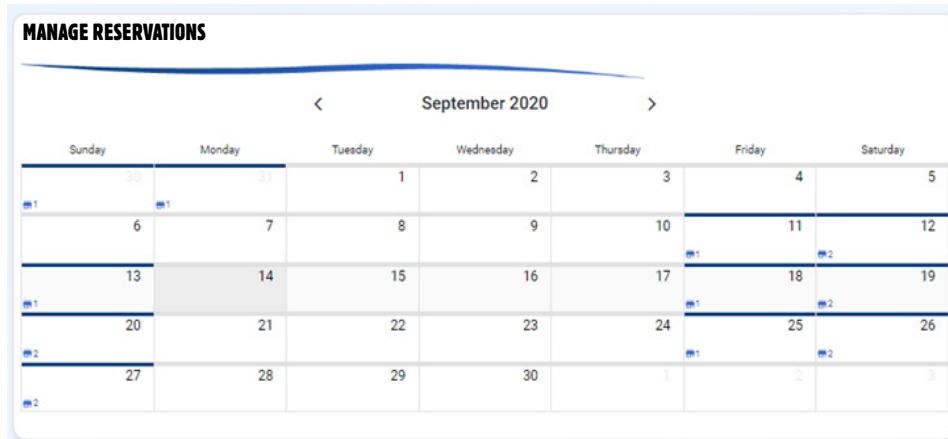 MANAGE RESERVATIONS
September 2020
Sunday Monday Tuesday Wednesday Thursday Friday Saturday
30 31 1 2 3 4 5
1 1
6 7 8 9 10 11 12
1 2
13 14 15 16 17 18 19
1 1 2
20 21 22 23 24 25 26
2 1 2
27 28 29 30 1 2 3
2